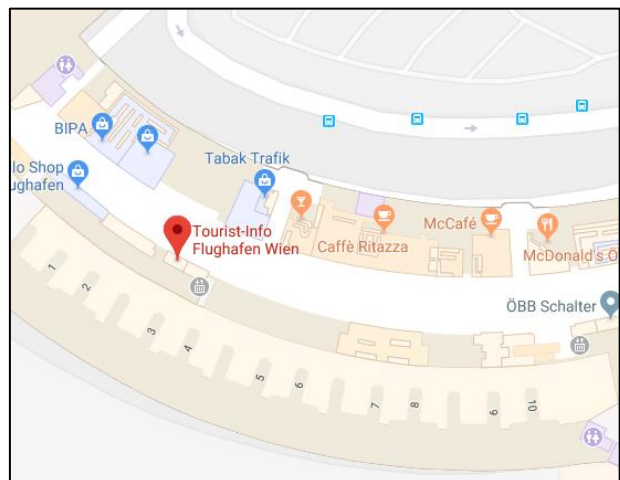 BIPA
lo Shop
ughafen
Tabak Trafik
Tourist-Info
Flughafen Wien
Caffè Ritazza
McCafé
McDonald's Ö
ÖBB Schalter
1
2
3
4
5
6
7
8
9
10